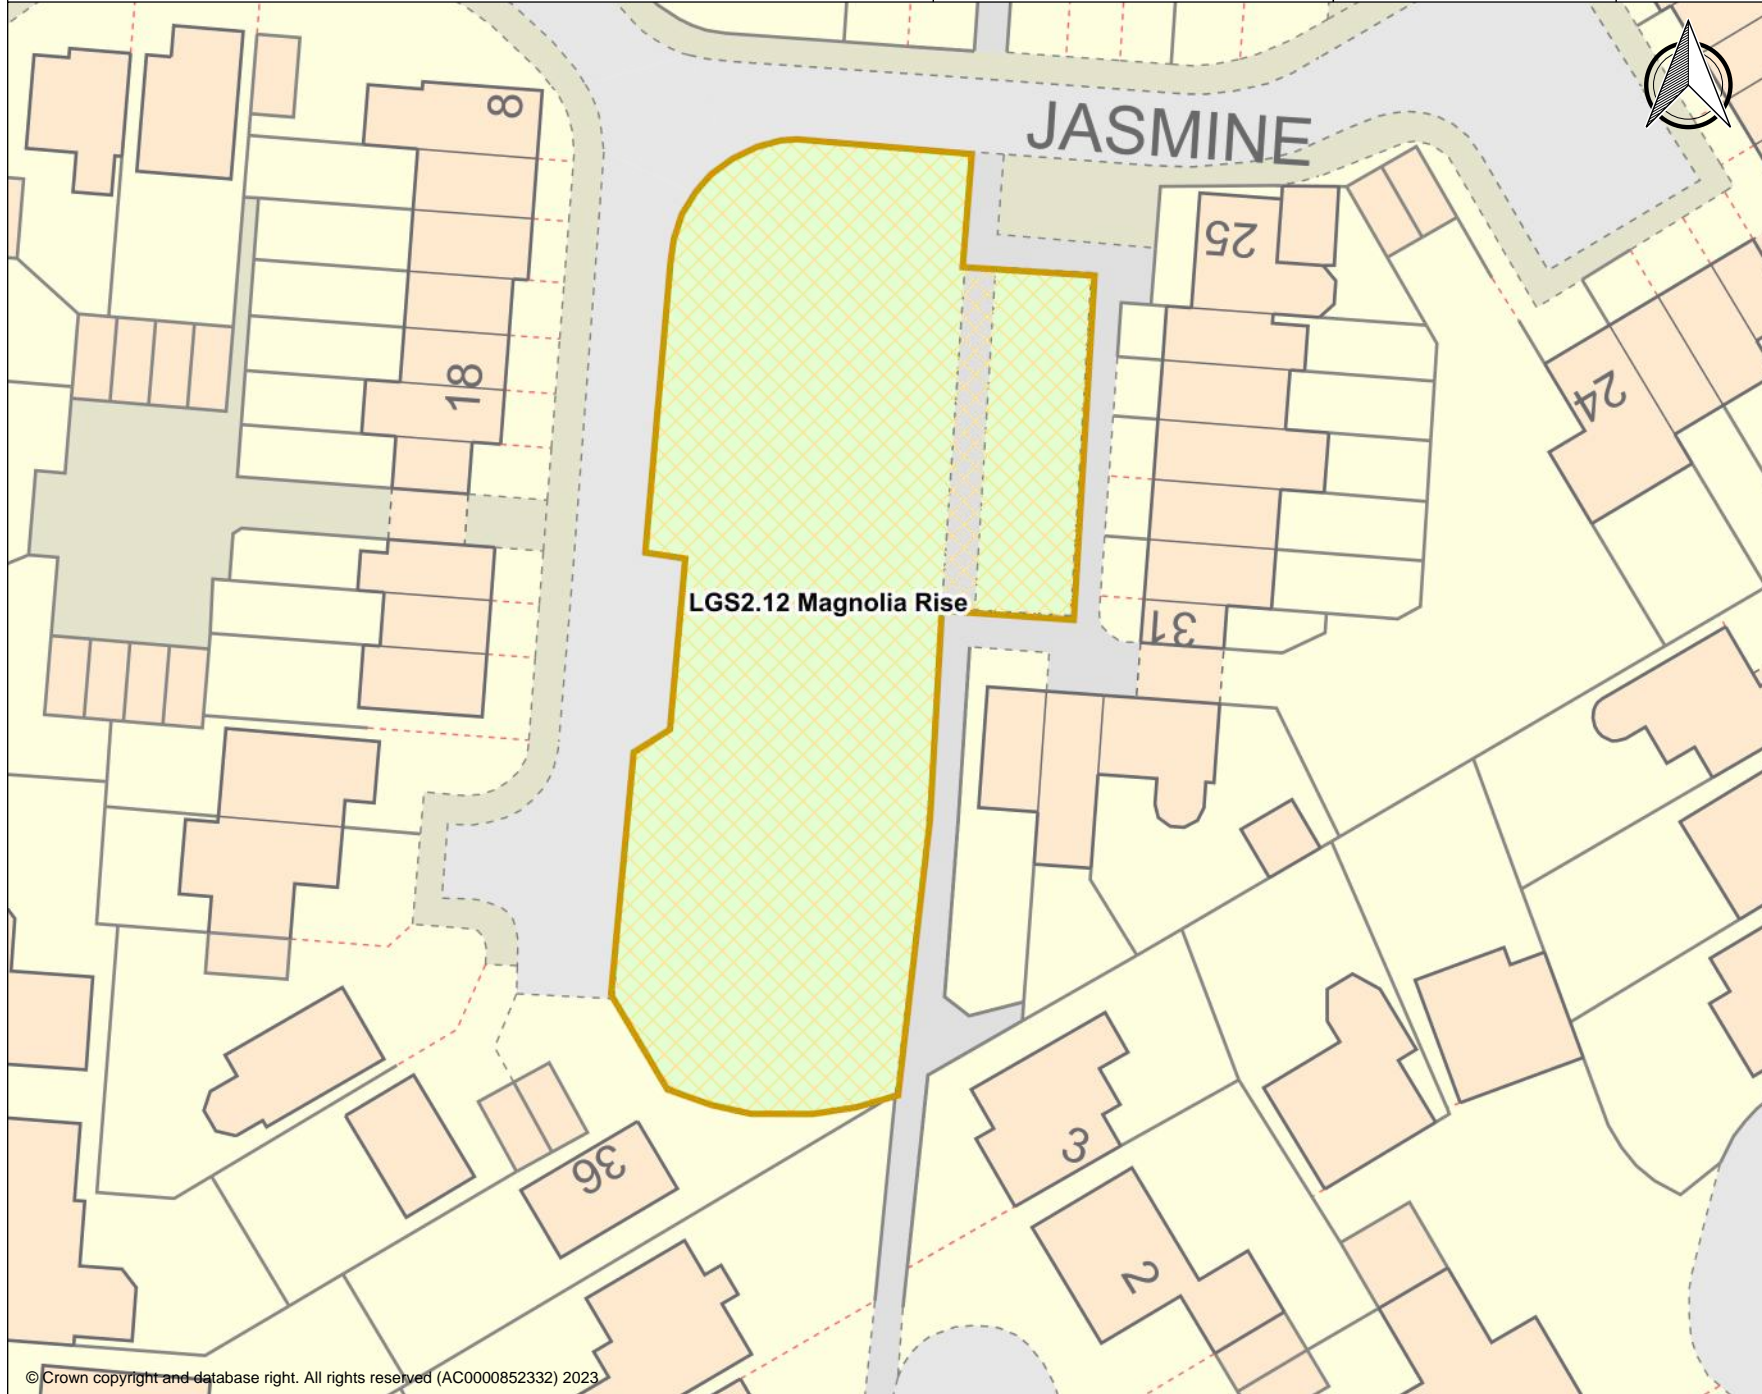 8
JASMINE
25
18
24
LGS2.12 Magnolia Rise
31
3
36
2
© Crown copyright and database right. All rights reserved (AC0000852332) 2023